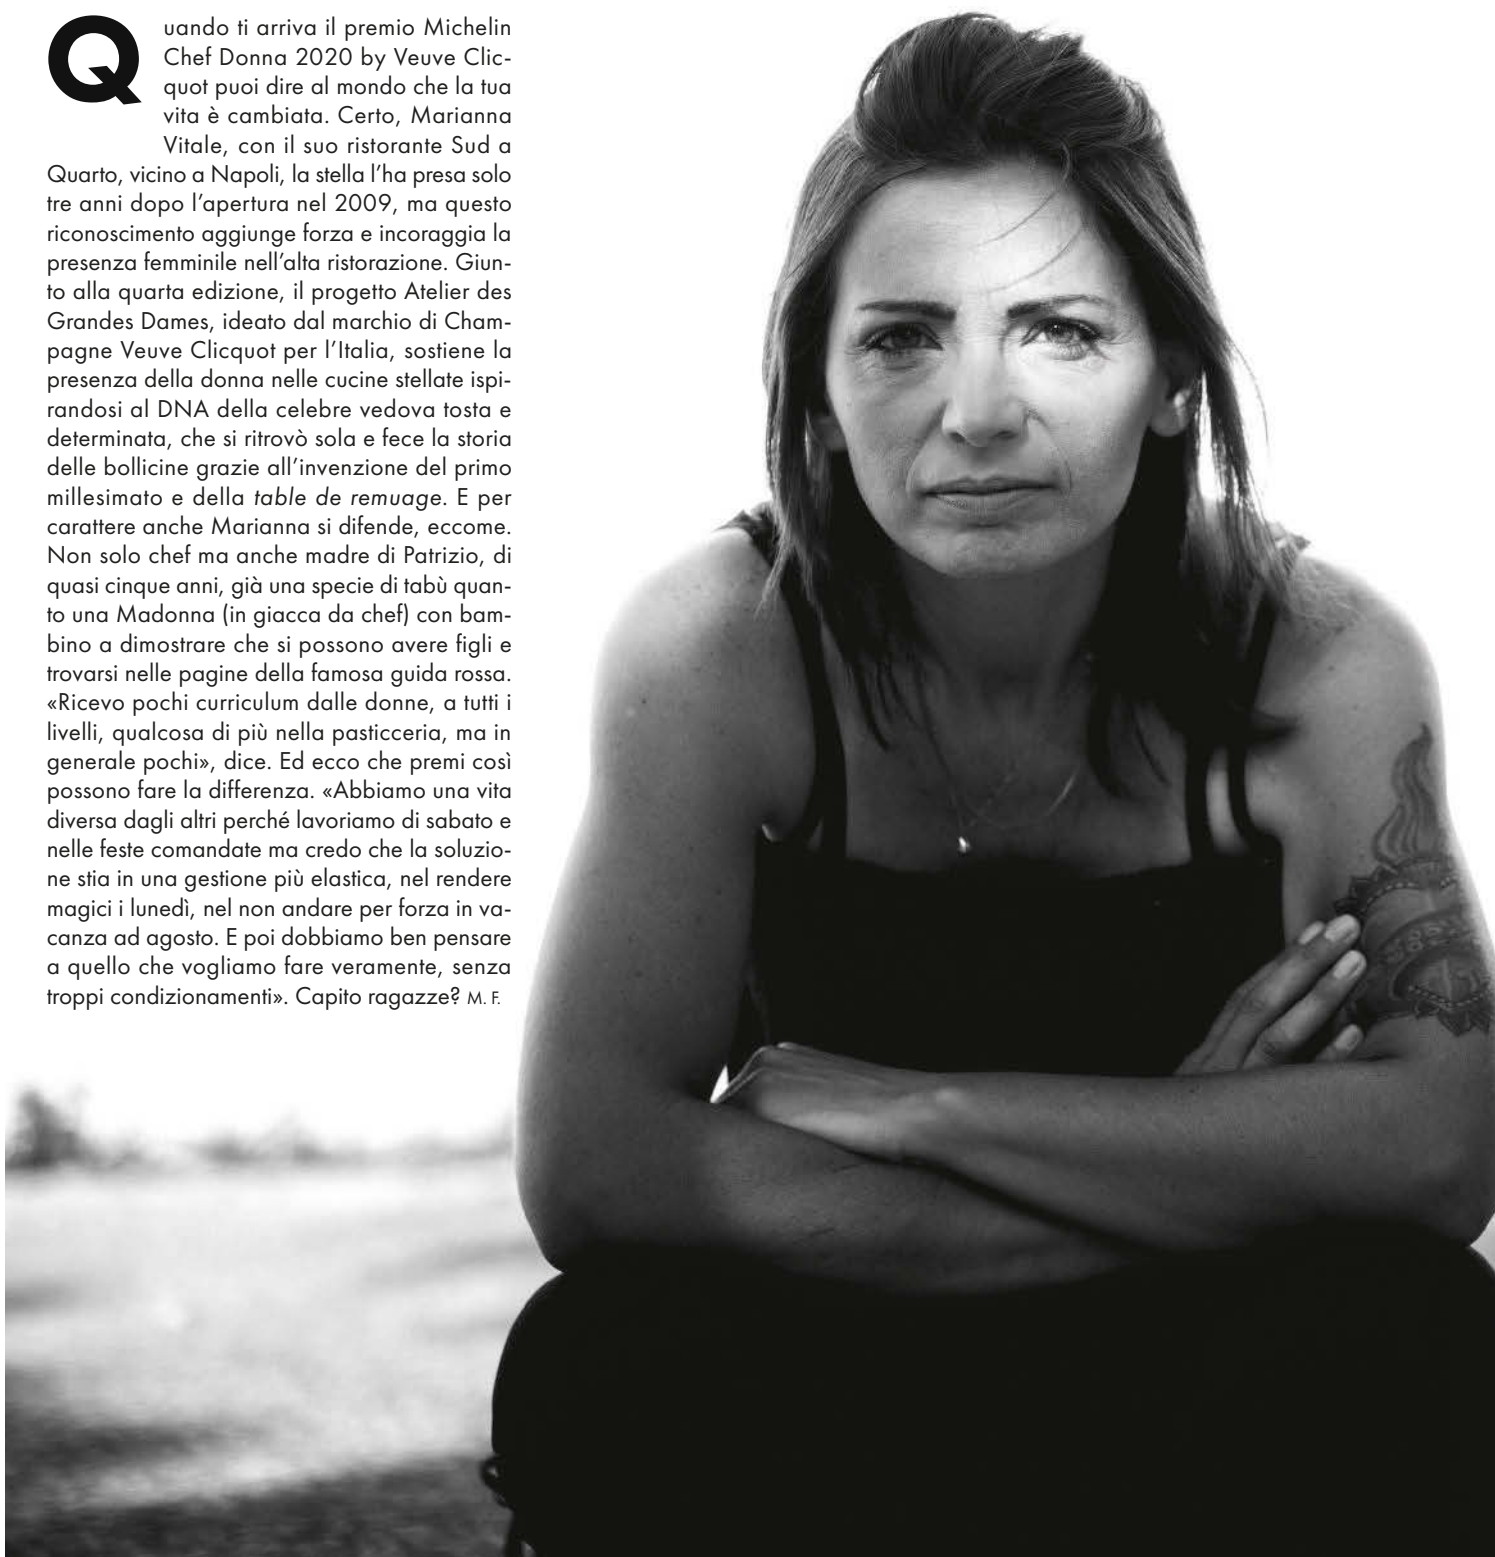 Quando ti arriva il premio Michelin
Chef Donna 2020 by Veuve Clic-
quot puoi dire al mondo che la tua
vita è cambiata. Certo, Marianna
Vitale, con il suo ristorante Sud a
Quarto, vicino a Napoli, la stella l’ha presa solo
tre anni dopo l’apertura nel 2009, ma questo
riconoscimento aggiunge forza e incoraggia la
presenza femminile nell’alta ristorazione. Giun-
to alla quarta edizione, il progetto Atelier des
Grandes Dames, ideato dal marchio di Cham-
pagne Veuve Clicquot per l’Italia, sostiene la
presenza della donna nelle cucine stellate ispi-
randosi al DNA della celebre vedova tosta e
determinata, che si ritrovò sola e fece la storia
delle bollicine grazie all’invenzione del primo
millesimato e della table de remuage. E per
carattere anche Marianna si difende, eccome.
Non solo chef ma anche madre di Patrizio, di
quasi cinque anni, già una specie di tabù quan-
to una Madonna (in giacca da chef) con bam-
bino a dimostrare che si possono avere figli e
trovarsi nelle pagine della famosa guida rossa.
«Ricevo pochi curriculum dalle donne, a tutti i
livelli, qualcosa di più nella pasticceria, ma in
generale pochi», dice. Ed ecco che premi così
possono fare la differenza. «Abbiamo una vita
diversa dagli altri perché lavoriamo di sabato e
nelle feste comandate ma credo che la soluzio-
ne stia in una gestione più elastica, nel rendere
magici i lunedì, nel non andare per forza in va-
canza ad agosto. E poi dobbiamo ben pensare
a quello che vogliamo fare veramente, senza
troppi condizionamenti». Capito ragazze? M. F.